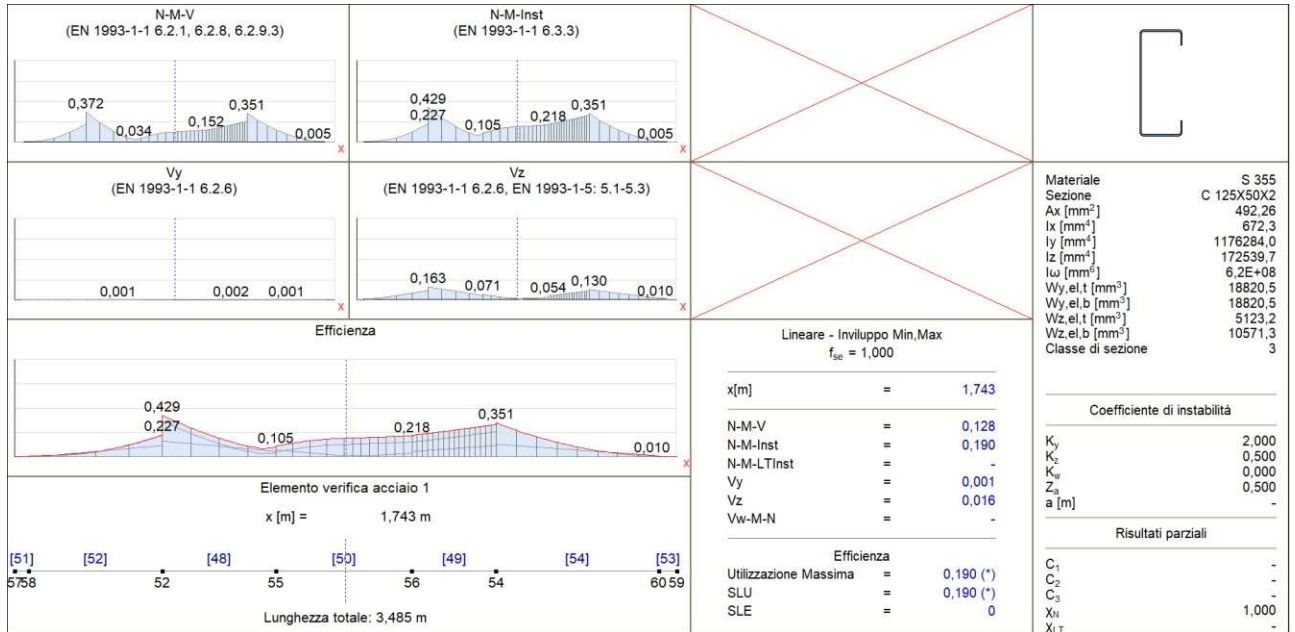 N-M-V
(EN 1993-1-1 6.2.1, 6.2.8, 6.2.9.3)
0,372
0,034
0,152
0,351
0,005
x
N-M-Inst
(EN 1993-1-1 6.3.3)
0,429
0,227
0,105
0,218
0,351
0,005
x
Vy
(EN 1993-1-1 6.2.6)
0,001
0,002
0,001
x
Vz
(EN 1993-1-1 6.2.6, EN 1993-1-5: 5.1-5.3)
0,163
0,071
0,054
0,130
0,010
x
Efficienza
0,429
0,227
0,105
0,218
0,351
0,010
x
Elemento verifica acciaio 1
x [m] = 1,743 m
[51] [52] [48] [50] [49] [54] [53]
57 58 52 55 56 54 60 59
Lunghezza totale: 3,485 m
Lineare - Inviluppo Min,Max
fse = 1,000
x[m] = 1,743
N-M-V = 0,128
N-M-Inst = 0,190
N-M-LTInst = -
Vy = 0,001
Vz = 0,016
Vw-M-N = -
Efficienza
Utilizzazione Massima = 0,190 (*)
SLU = 0,190 (*)
SLE = 0
Materiale S 355
Sezione C 125X50X2
Ax [mm²] 492,26
Ix [mm⁴] 672,3
Iy [mm⁴] 1176284,0
Iz [mm⁴] 172539,7
Iω [mm⁶] 6,2E+08
Wy,el,t [mm³] 18820,5
Wy,el,b [mm³] 18820,5
Wz,el,t [mm³] 5123,2
Wz,el,b [mm³] 10571,3
Classe di sezione 3
Coefficiente di instabilità
Ky 2,000
Kz 0,500
Kw 0,000
Za 0,500
a [m] -
Risultati parziali
C1 -
C2 -
C3 -
χN 1,000
χLT -